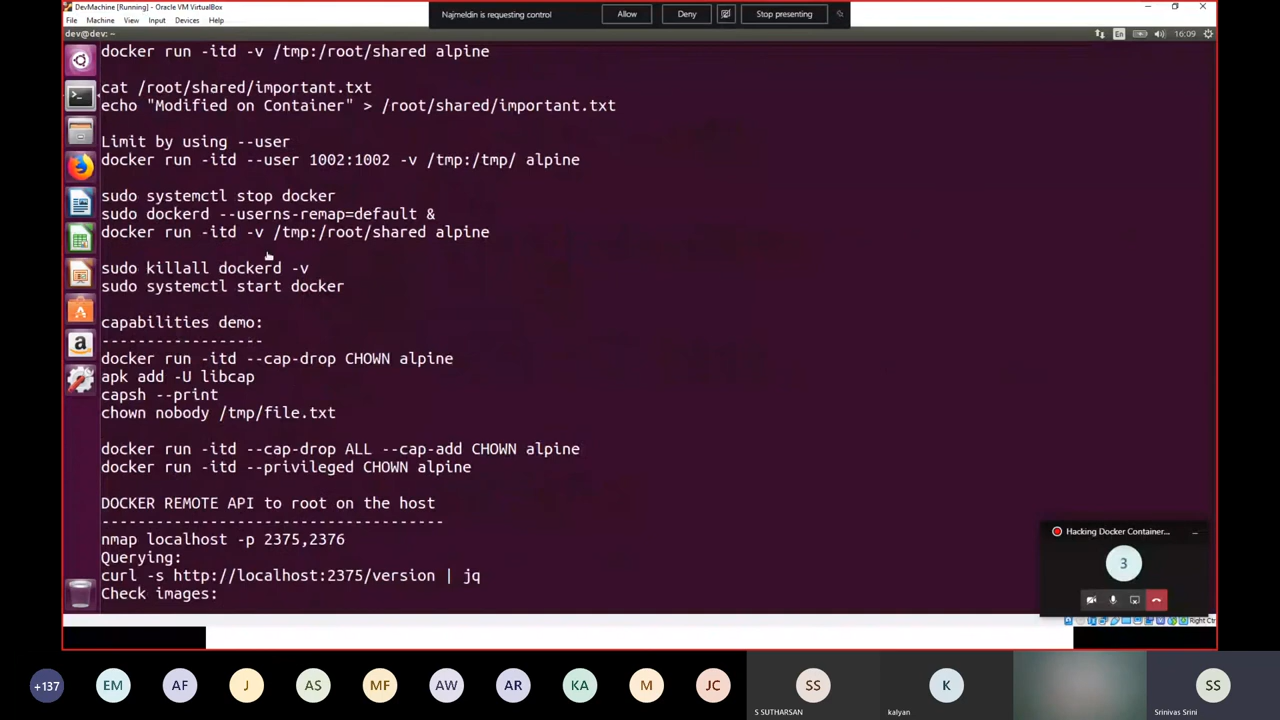 DevMachine [Running] - Oracle VM VirtualBox
File Machine View Input Devices Help
Najmeldin is requesting control
Allow
Deny
Stop presenting
dev@dev: ~
En
16:09
docker run -itd -v /tmp:/root/shared alpine
cat /root/shared/important.txt
echo "Modified on Container" > /root/shared/important.txt
Limit by using --user
docker run -itd --user 1002:1002 -v /tmp:/tmp/ alpine
sudo systemctl stop docker
sudo dockerd --userns-remap=default &
docker run -itd -v /tmp:/root/shared alpine
sudo killall dockerd -v
sudo systemctl start docker
capabilities demo:
------------------
docker run -itd --cap-drop CHOWN alpine
apk add -U libcap
capsh --print
chown nobody /tmp/file.txt
docker run -itd --cap-drop ALL --cap-add CHOWN alpine
docker run -itd --privileged CHOWN alpine
DOCKER REMOTE API to root on the host
--------------------------------------
nmap localhost -p 2375,2376
Querying:
curl -s http://localhost:2375/version | jq
Check images:
Hacking Docker Container...
3
Right Ctrl
+137
EM
AF
J
AS
MF
AW
AR
KA
M
JC
SS
K
SS
S SUTHARSAN
kalyan
Srinivas Srini